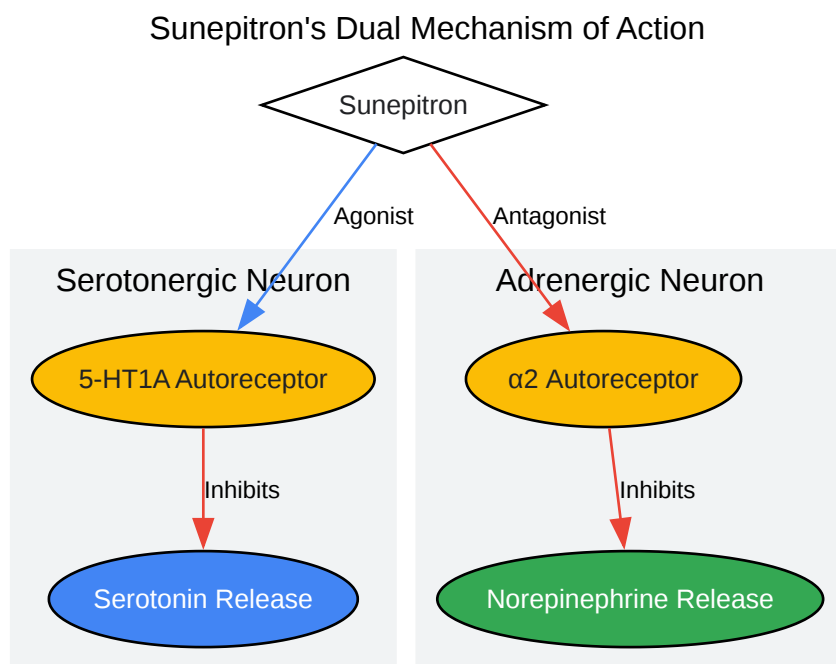 Sunepitron's Dual Mechanism of Action
Sunepitron
Agonist
Antagonist
Serotonergic Neuron
Adrenergic Neuron
5-HT1A Autoreceptor
α2 Autoreceptor
Inhibits
Inhibits
Serotonin Release
Norepinephrine Release